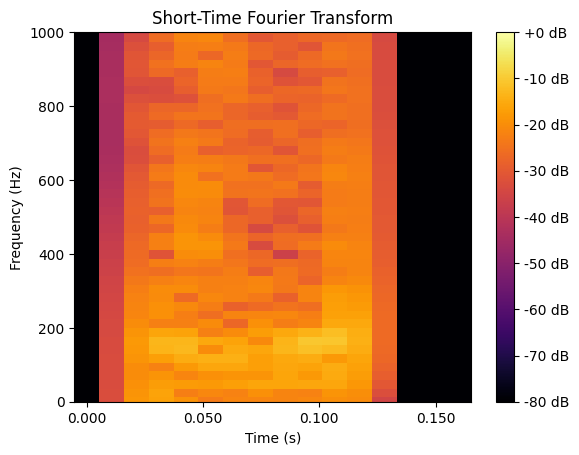 Short-Time Fourier Transform
1000
800
600
400
200
0
Frequency (Hz)
0.000
0.050
0.100
0.150
Time (s)
+0 dB
-10 dB
-20 dB
-30 dB
-40 dB
-50 dB
-60 dB
-70 dB
-80 dB